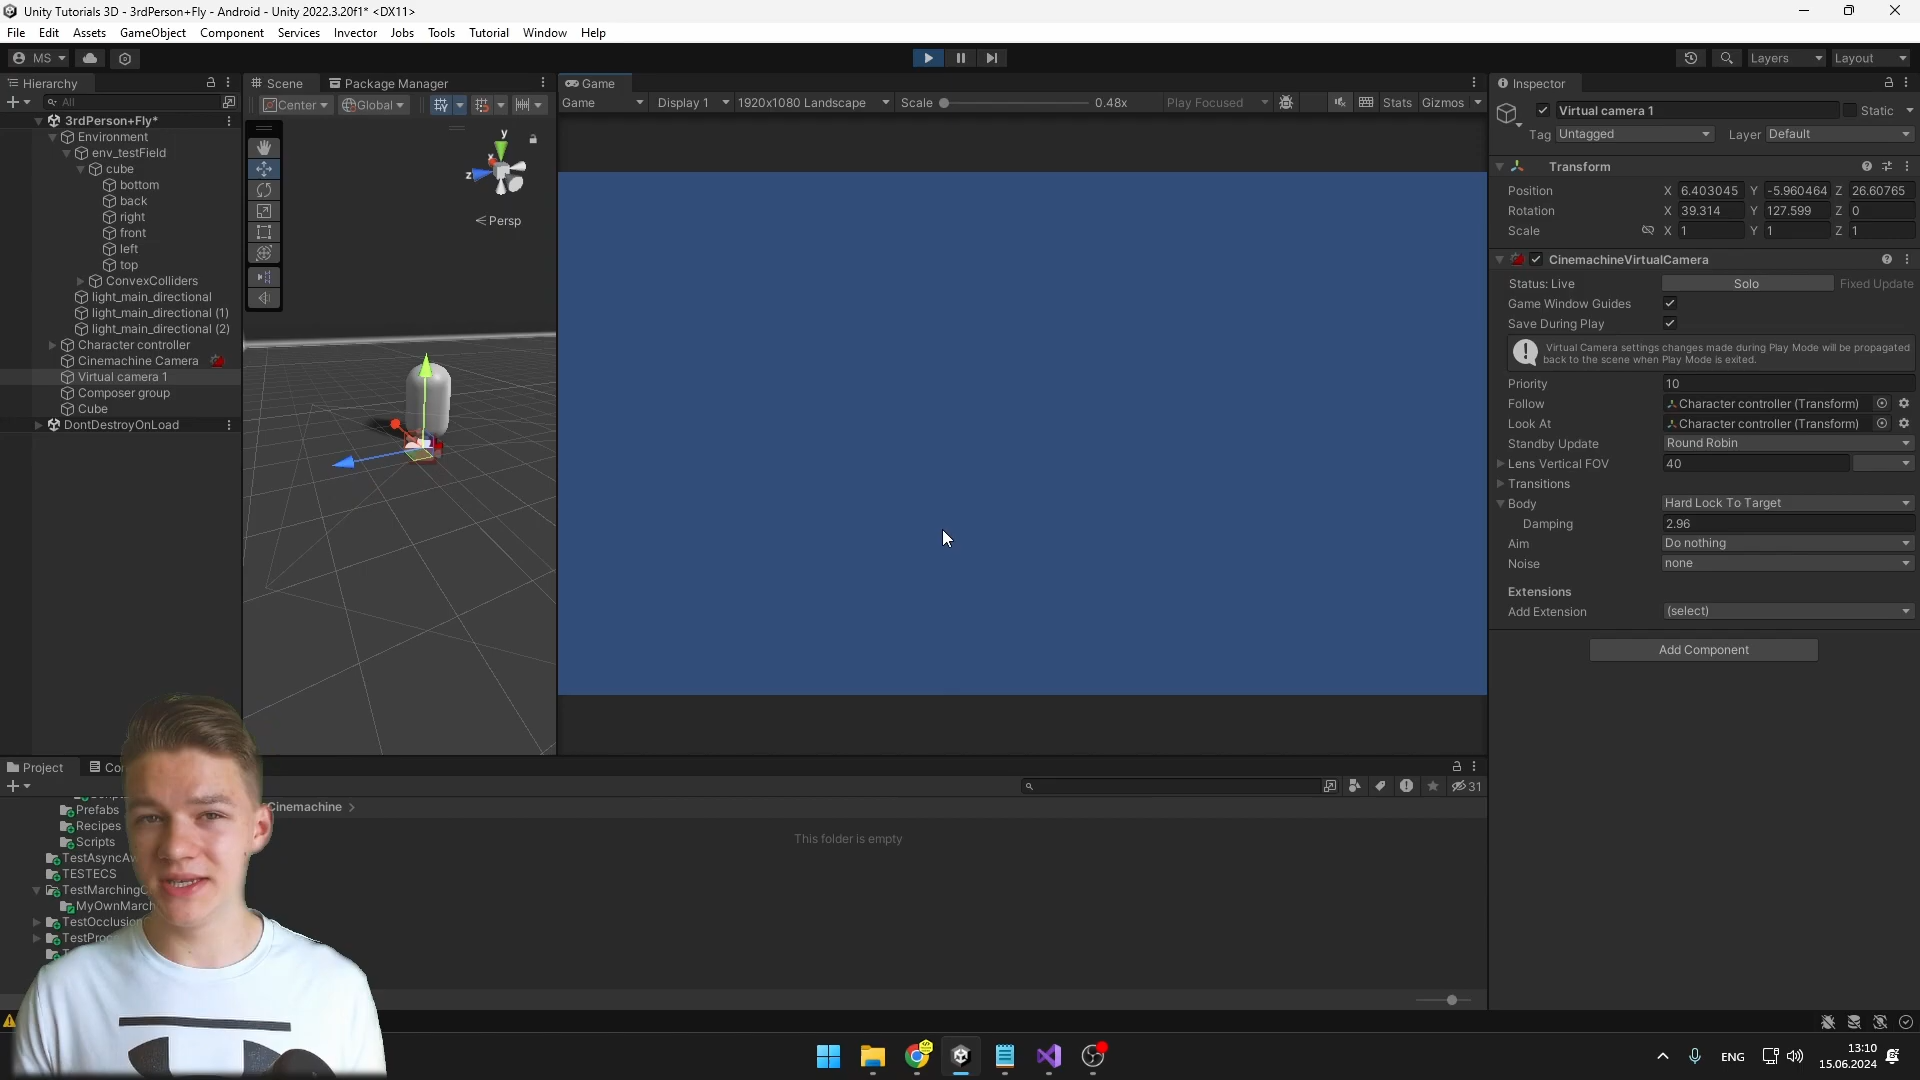 Unity Tutorials 3D - 3rdPerson+Fly - Android - Unity 2022.3.20f1* <DX11>
File Edit Assets GameObject Component Services Invector Jobs Tools Tutorial Window Help
MS Layers Layout
Hierarchy
All
3rdPerson+Fly*
Environment
env_testField
cube
bottom
back
right
front
left
top
ConvexColliders
light_main_directional
light_main_directional (1)
light_main_directional (2)
Character controller
Cinemachine Camera
Virtual camera 1
Composer group
Cube
DontDestroyOnLoad
Scene Package Manager
Center Global
y
x
z
Persp
Game
Game Display 1 1920x1080 Landscape Scale 0.48x Play Focused Stats Gizmos
Inspector
Virtual camera 1 Static
Tag Untagged Layer Default
Transform
Position X 6.403045 Y -5.960464 Z 26.60765
Rotation X 39.314 Y 127.599 Z 0
Scale X 1 Y 1 Z 1
CinemachineVirtualCamera
Status: Live Solo Fixed Update
Game Window Guides
Save During Play
Virtual Camera settings changes made during Play Mode will be propagated
back to the scene when Play Mode is exited.
Priority 10
Follow Character controller (Transform)
Look At Character controller (Transform)
Standby Update Round Robin
Lens Vertical FOV 40
Transitions
Body Hard Lock To Target
Damping 2.96
Aim Do nothing
Noise none
Extensions
Add Extension (select)
Add Component
Project
31
Cinemachine >
This folder is empty
Prefabs
Recipes
Scripts
TestAsyncAw
TESTECS
TestMarchingC
MyOwnMarch
TestOcclusion
TestProc
ENG
13:10
15.06.2024